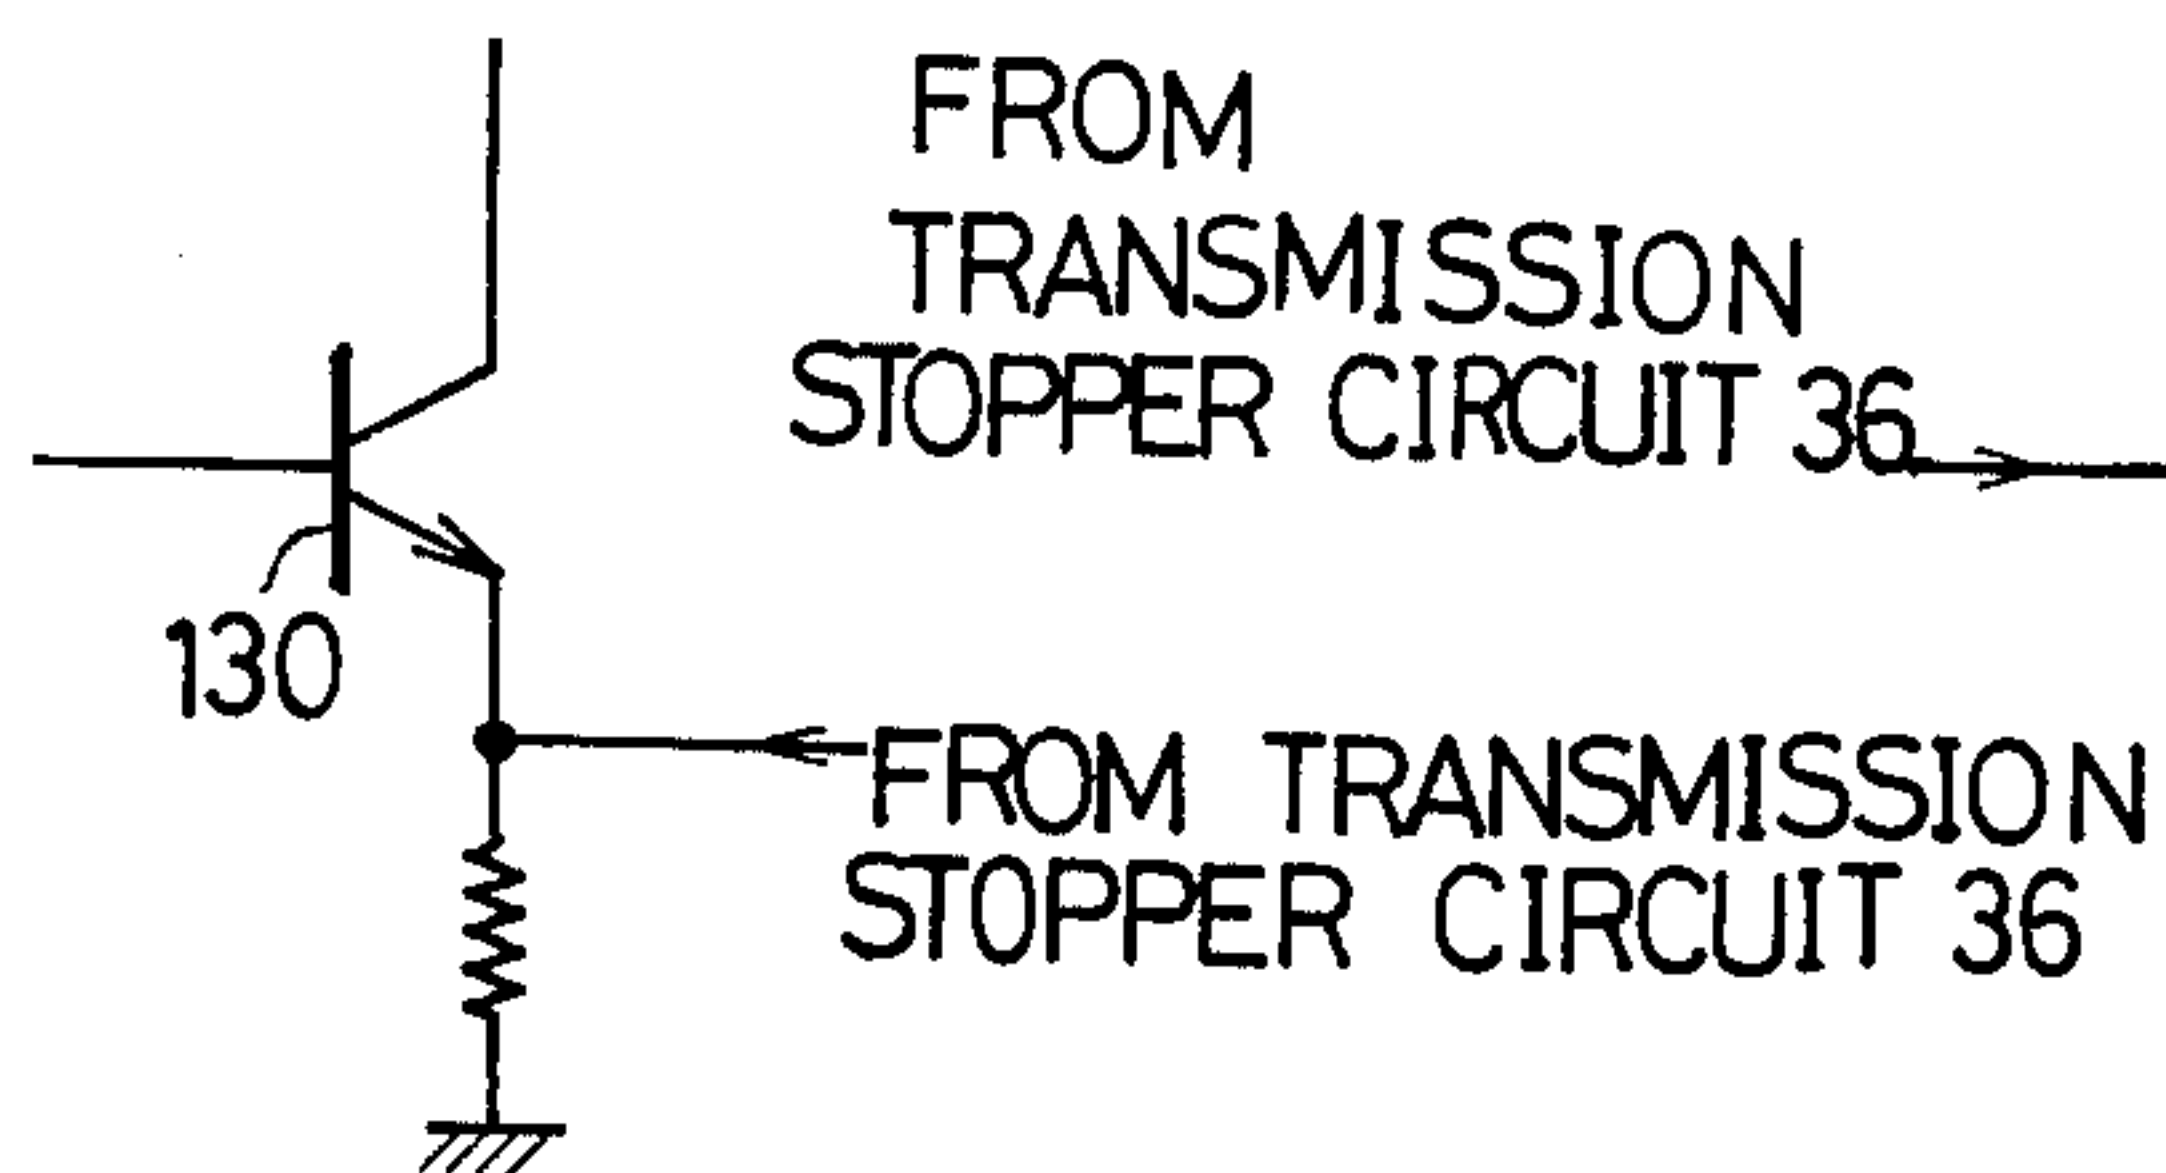 FROM
TRANSMISSION
STOPPER CIRCUIT 36
130
FROM TRANSMISSION
STOPPER CIRCUIT 36